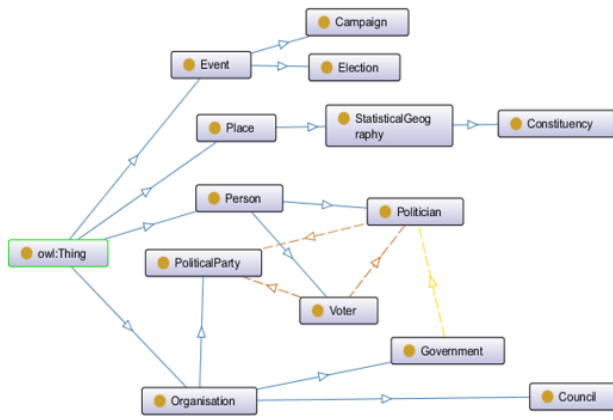 Campaign
Event
Election
Place
StatisticalGeog
raphy
Constituency
Person
Politician
owl:Thing
PoliticalParty
Voter
Government
Organisation
Council